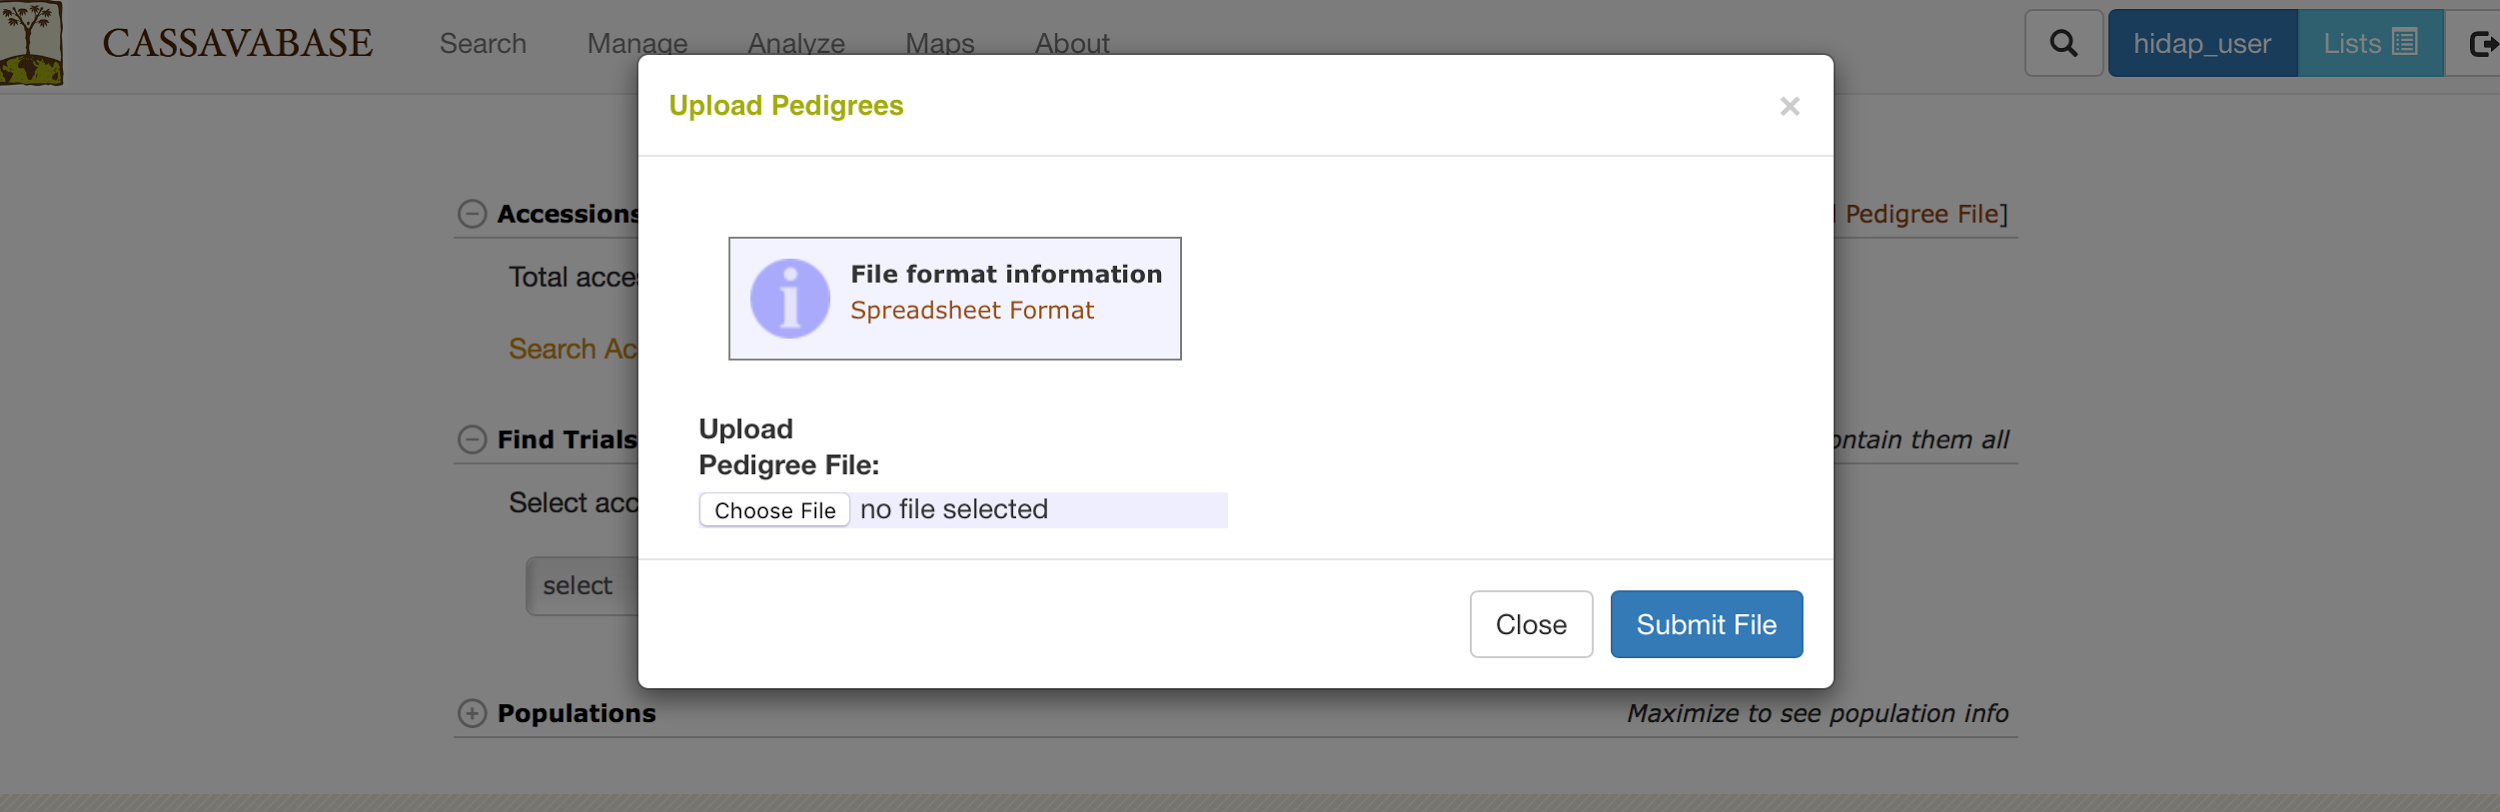 CASSAVABASE Search Manage Analyze Maps About hidap_user Lists
Upload Pedigrees ×
Accessions Pedigree File]
File format information
Total acce
Spreadsheet Format
Search Ac
Upload
Find Trials ontain them all
Pedigree File:
Select acc
Choose File no file selected
select
Close Submit File
Populations Maximize to see population info